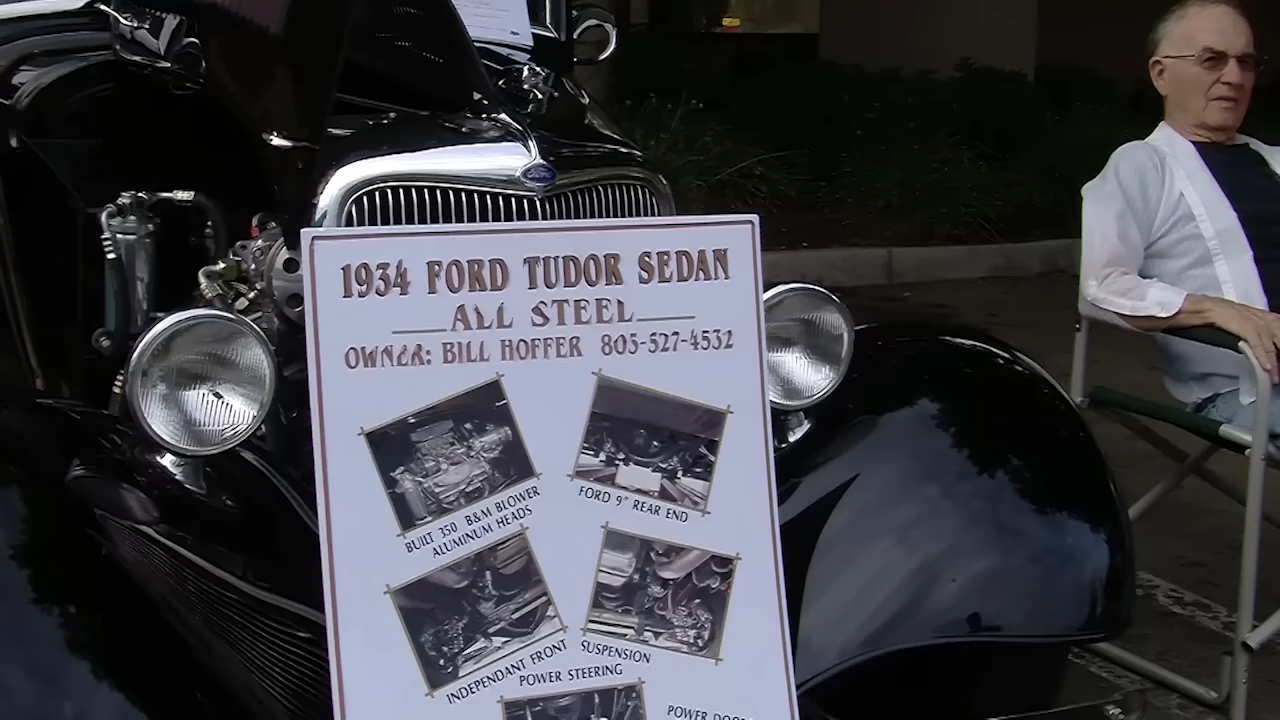 Ford
1934 FORD TUDOR SEDAN
ALL STEEL
OWNER: BILL HOFFER 805-527-4532
BUILT 350 B&M BLOWER
ALUMINUM HEADS
FORD 9" REAR END
INDEPENDANT FRONT SUSPENSION
POWER STEERING
POWER